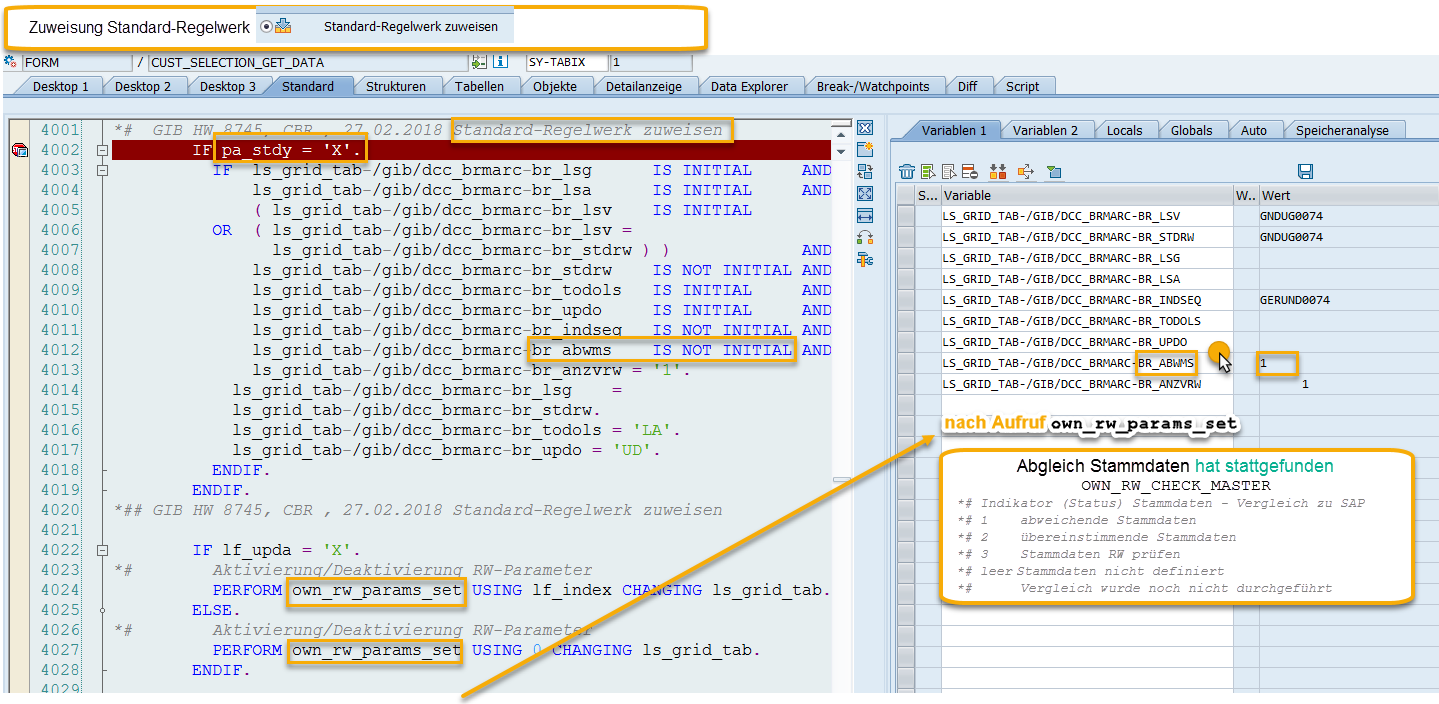 Zuweisung Standard-Regelwerk Standard-Regelwerk zuweisen
FORM / CUST_SELECTION_GET_DATA SY-TABIX 1
Desktop 1 Desktop 2 Desktop 3 Standard Strukturen Tabellen Objekte Detailanzeige Data Explorer Break-/Watchpoints Diff Script
4001 *# GIB HW 8745, CBR , 27.02.2018 Standard-Regelwerk zuweisen
4002 IF pa_stdy = 'X'.
4003 IF ls_grid_tab-/gib/dcc_brmarc-br_lsg IS INITIAL AND
4004 ls_grid_tab-/gib/dcc_brmarc-br_lsa IS INITIAL AND
4005 ( ls_grid_tab-/gib/dcc_brmarc-br_lsv IS INITIAL
4006 OR ( ls_grid_tab-/gib/dcc_brmarc-br_lsv =
4007 ls_grid_tab-/gib/dcc_brmarc-br_stdrw ) ) AND
4008 ls_grid_tab-/gib/dcc_brmarc-br_stdrw IS NOT INITIAL AND
4009 ls_grid_tab-/gib/dcc_brmarc-br_todols IS INITIAL AND
4010 ls_grid_tab-/gib/dcc_brmarc-br_updo IS INITIAL AND
4011 ls_grid_tab-/gib/dcc_brmarc-br_indseq IS NOT INITIAL AND
4012 ls_grid_tab-/gib/dcc_brmarc-br_abwms IS NOT INITIAL AND
4013 ls_grid_tab-/gib/dcc_brmarc-br_anzvrw = '1'.
4014 ls_grid_tab-/gib/dcc_brmarc-br_lsg =
4015 ls_grid_tab-/gib/dcc_brmarc-br_stdrw.
4016 ls_grid_tab-/gib/dcc_brmarc-br_todols = 'LA'.
4017 ls_grid_tab-/gib/dcc_brmarc-br_updo = 'UD'.
4018 ENDIF.
4019 ENDIF.
4020 *## GIB HW 8745, CBR , 27.02.2018 Standard-Regelwerk zuweisen
4021
4022 IF lf_upda = 'X'.
4023 *# Aktivierung/Deaktivierung RW-Parameter
4024 PERFORM own_rw_params_set USING lf_index CHANGING ls_grid_tab.
4025 ELSE.
4026 *# Aktivierung/Deaktivierung RW-Parameter
4027 PERFORM own_rw_params_set USING 0 CHANGING ls_grid_tab.
4028 ENDIF.
4029
Variablen 1 Variablen 2 Locals Globals Auto Speicheranalyse
S... Variable W.. Wert
LS_GRID_TAB-/GIB/DCC_BRMARC-BR_LSV GNDUG0074
LS_GRID_TAB-/GIB/DCC_BRMARC-BR_STDRW GNDUG0074
LS_GRID_TAB-/GIB/DCC_BRMARC-BR_LSG
LS_GRID_TAB-/GIB/DCC_BRMARC-BR_LSA
LS_GRID_TAB-/GIB/DCC_BRMARC-BR_INDSEQ GERUND0074
LS_GRID_TAB-/GIB/DCC_BRMARC-BR_TODOLS
LS_GRID_TAB-/GIB/DCC_BRMARC-BR_UPDO
LS_GRID_TAB-/GIB/DCC_BRMARC-BR_ABWMS 1
LS_GRID_TAB-/GIB/DCC_BRMARC-BR_ANZVRW 1
nach Aufruf own_rw_params_set
Abgleich Stammdaten hat stattgefunden
OWN_RW_CHECK_MASTER
*# Indikator (Status) Stammdaten - Vergleich zu SAP
*# 1 abweichende Stammdaten
*# 2 übereinstimmende Stammdaten
*# 3 Stammdaten RW prüfen
*# leer Stammdaten nicht definiert
*# Vergleich wurde noch nicht durchgeführt